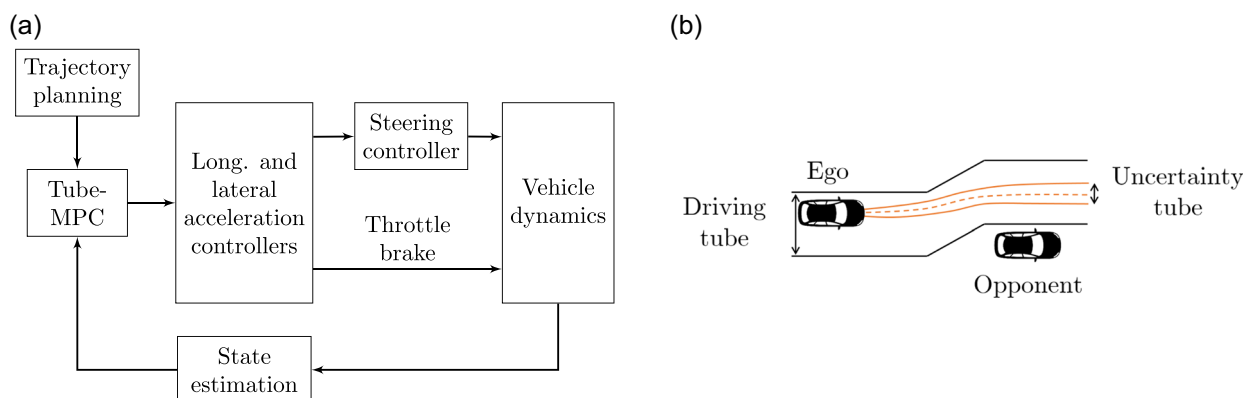 (a)
Trajectory
planning
Tube-
MPC
Long. and
lateral
acceleration
controllers
Steering
controller
Throttle
brake
Vehicle
dynamics
State
estimation
(b)
Ego
Driving
tube
Uncertainty
tube
Opponent